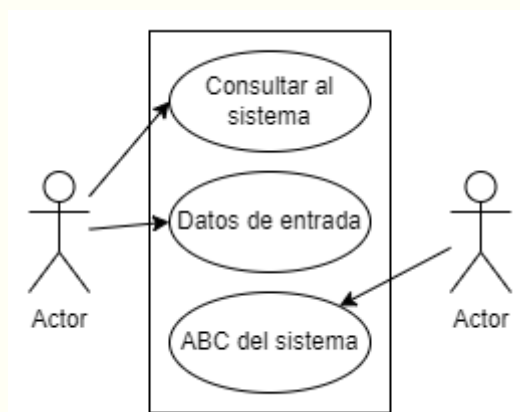 Consultar al
sistema
Datos de entrada
ABC del sistema
Actor
Actor